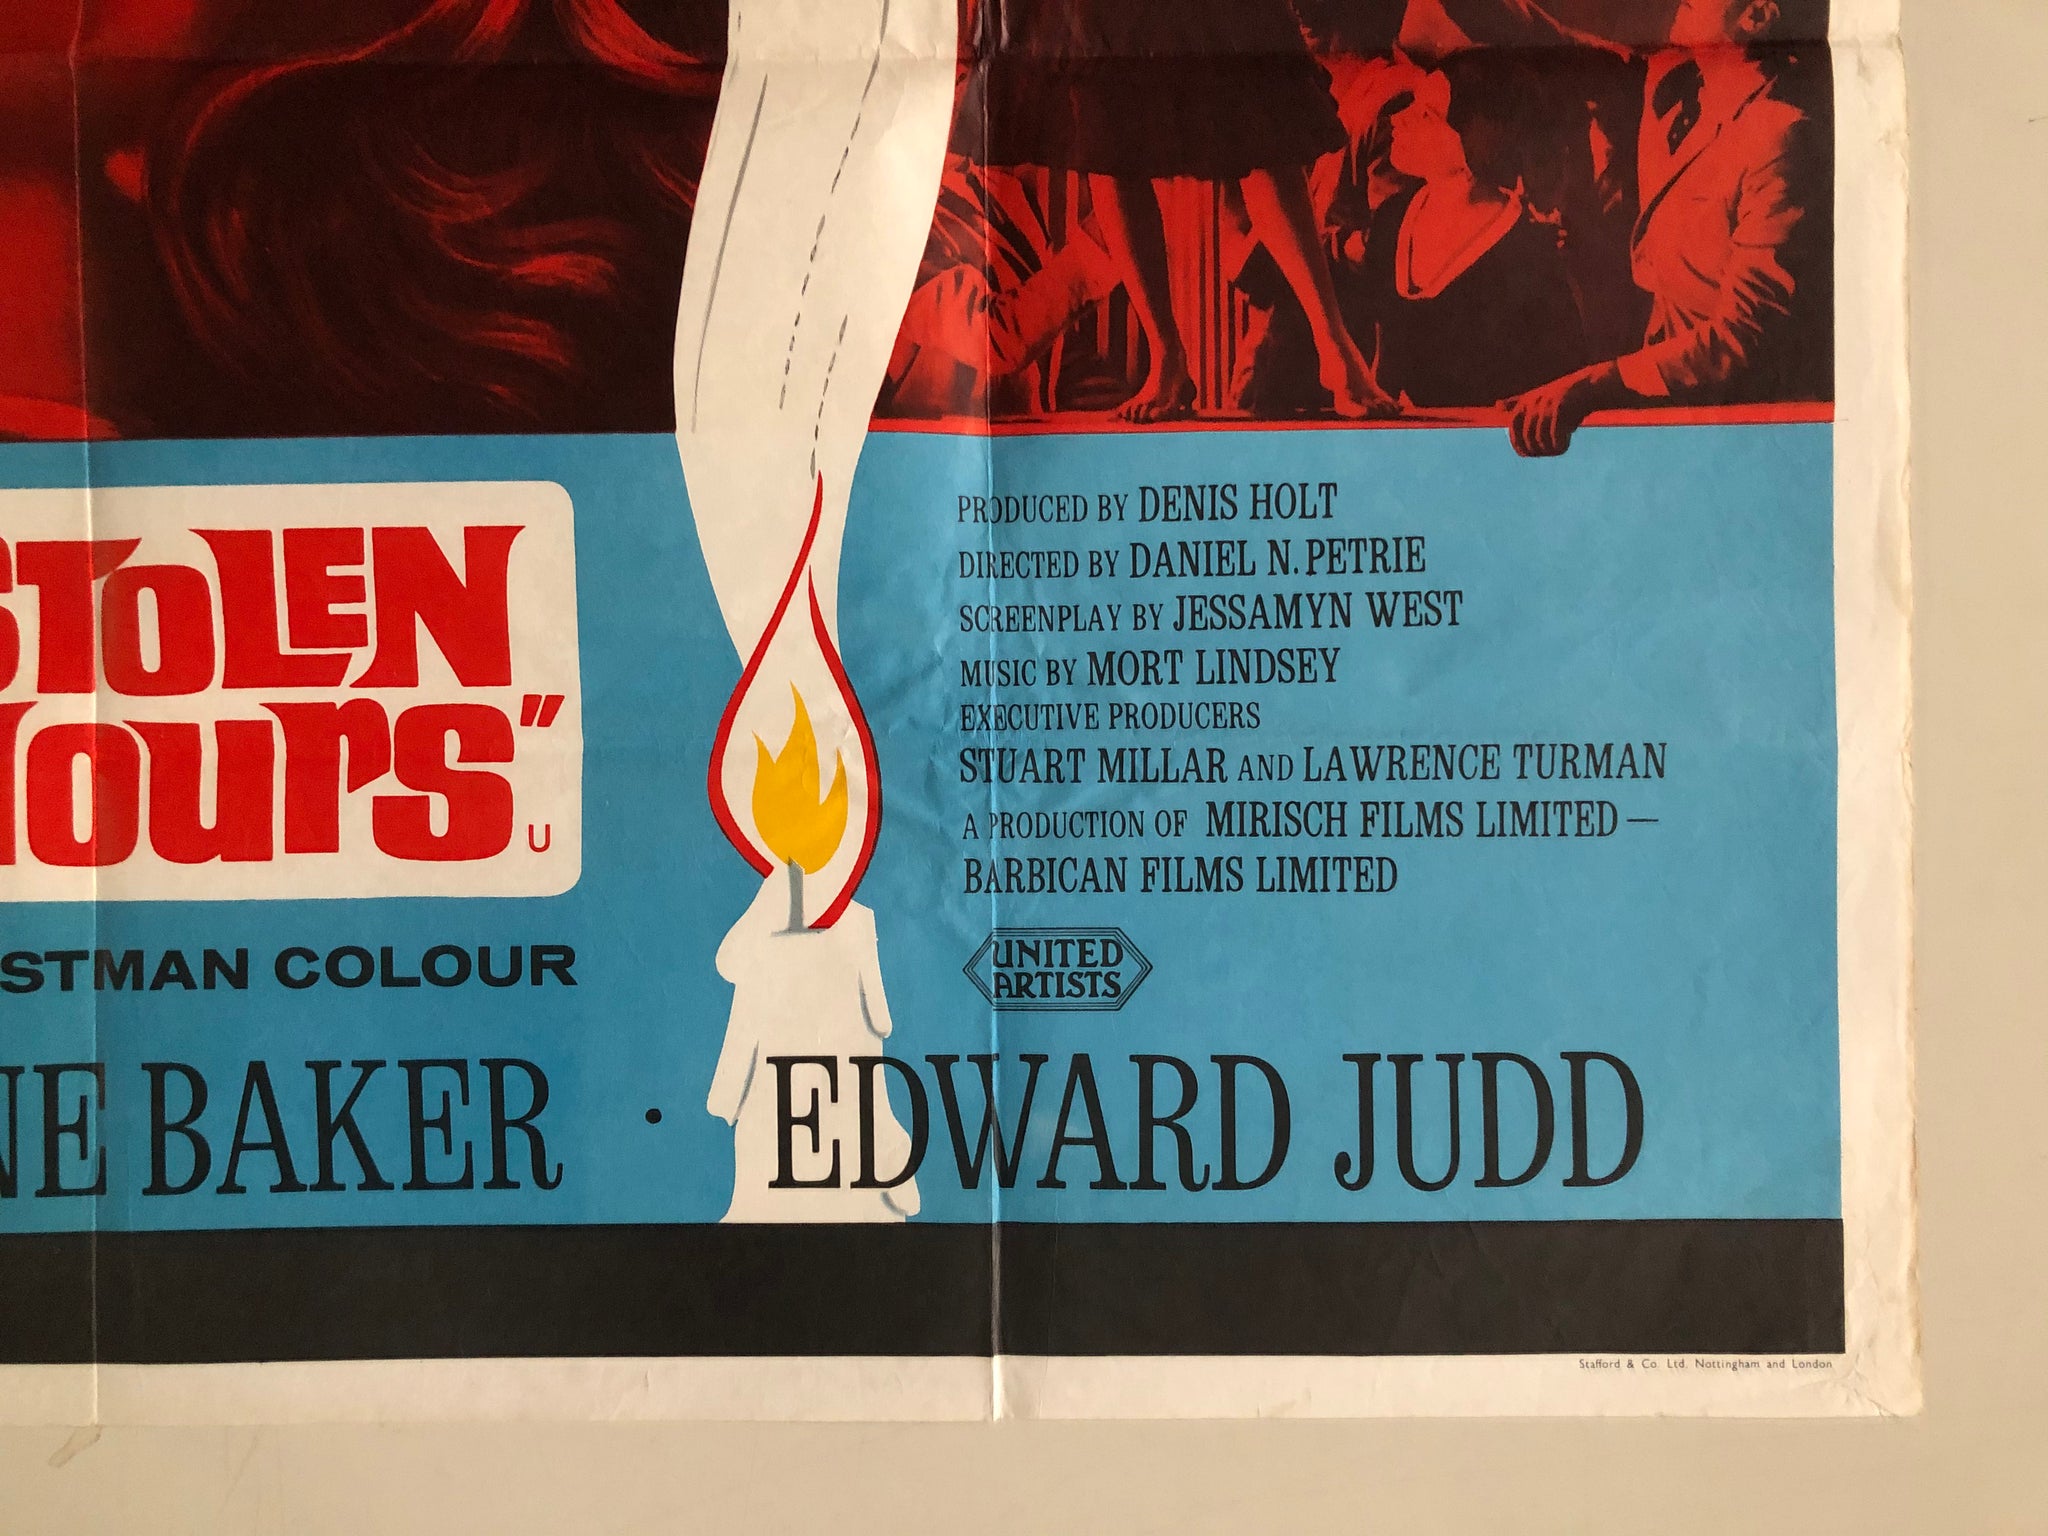 STOLEN
HOURS"
U
STMAN COLOUR
NE BAKER · EDWARD JUDD
PRODUCED BY DENIS HOLT
DIRECTED BY DANIEL N. PETRIE
SCREENPLAY BY JESSAMYN WEST
MUSIC BY MORT LINDSEY
EXECUTIVE PRODUCERS
STUART MILLAR AND LAWRENCE TURMAN
A PRODUCTION OF MIRISCH FILMS LIMITED —
BARBICAN FILMS LIMITED
UNITED
ARTISTS
Stafford & Co. Ltd. Nottingham and London